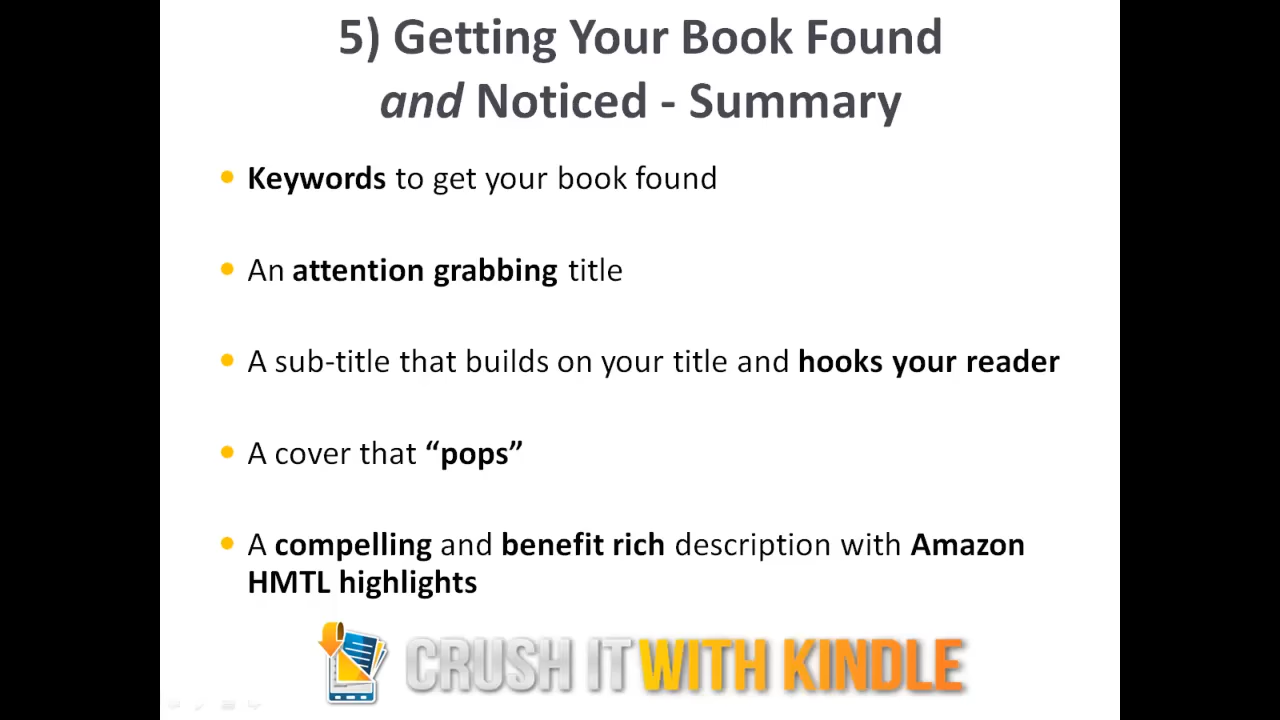 5) Getting Your Book Found
and Noticed - Summary
Keywords to get your book found
An attention grabbing title
A sub-title that builds on your title and hooks your reader
A cover that “pops”
A compelling and benefit rich description with Amazon
HMTL highlights
CRUSH IT WITH KINDLE